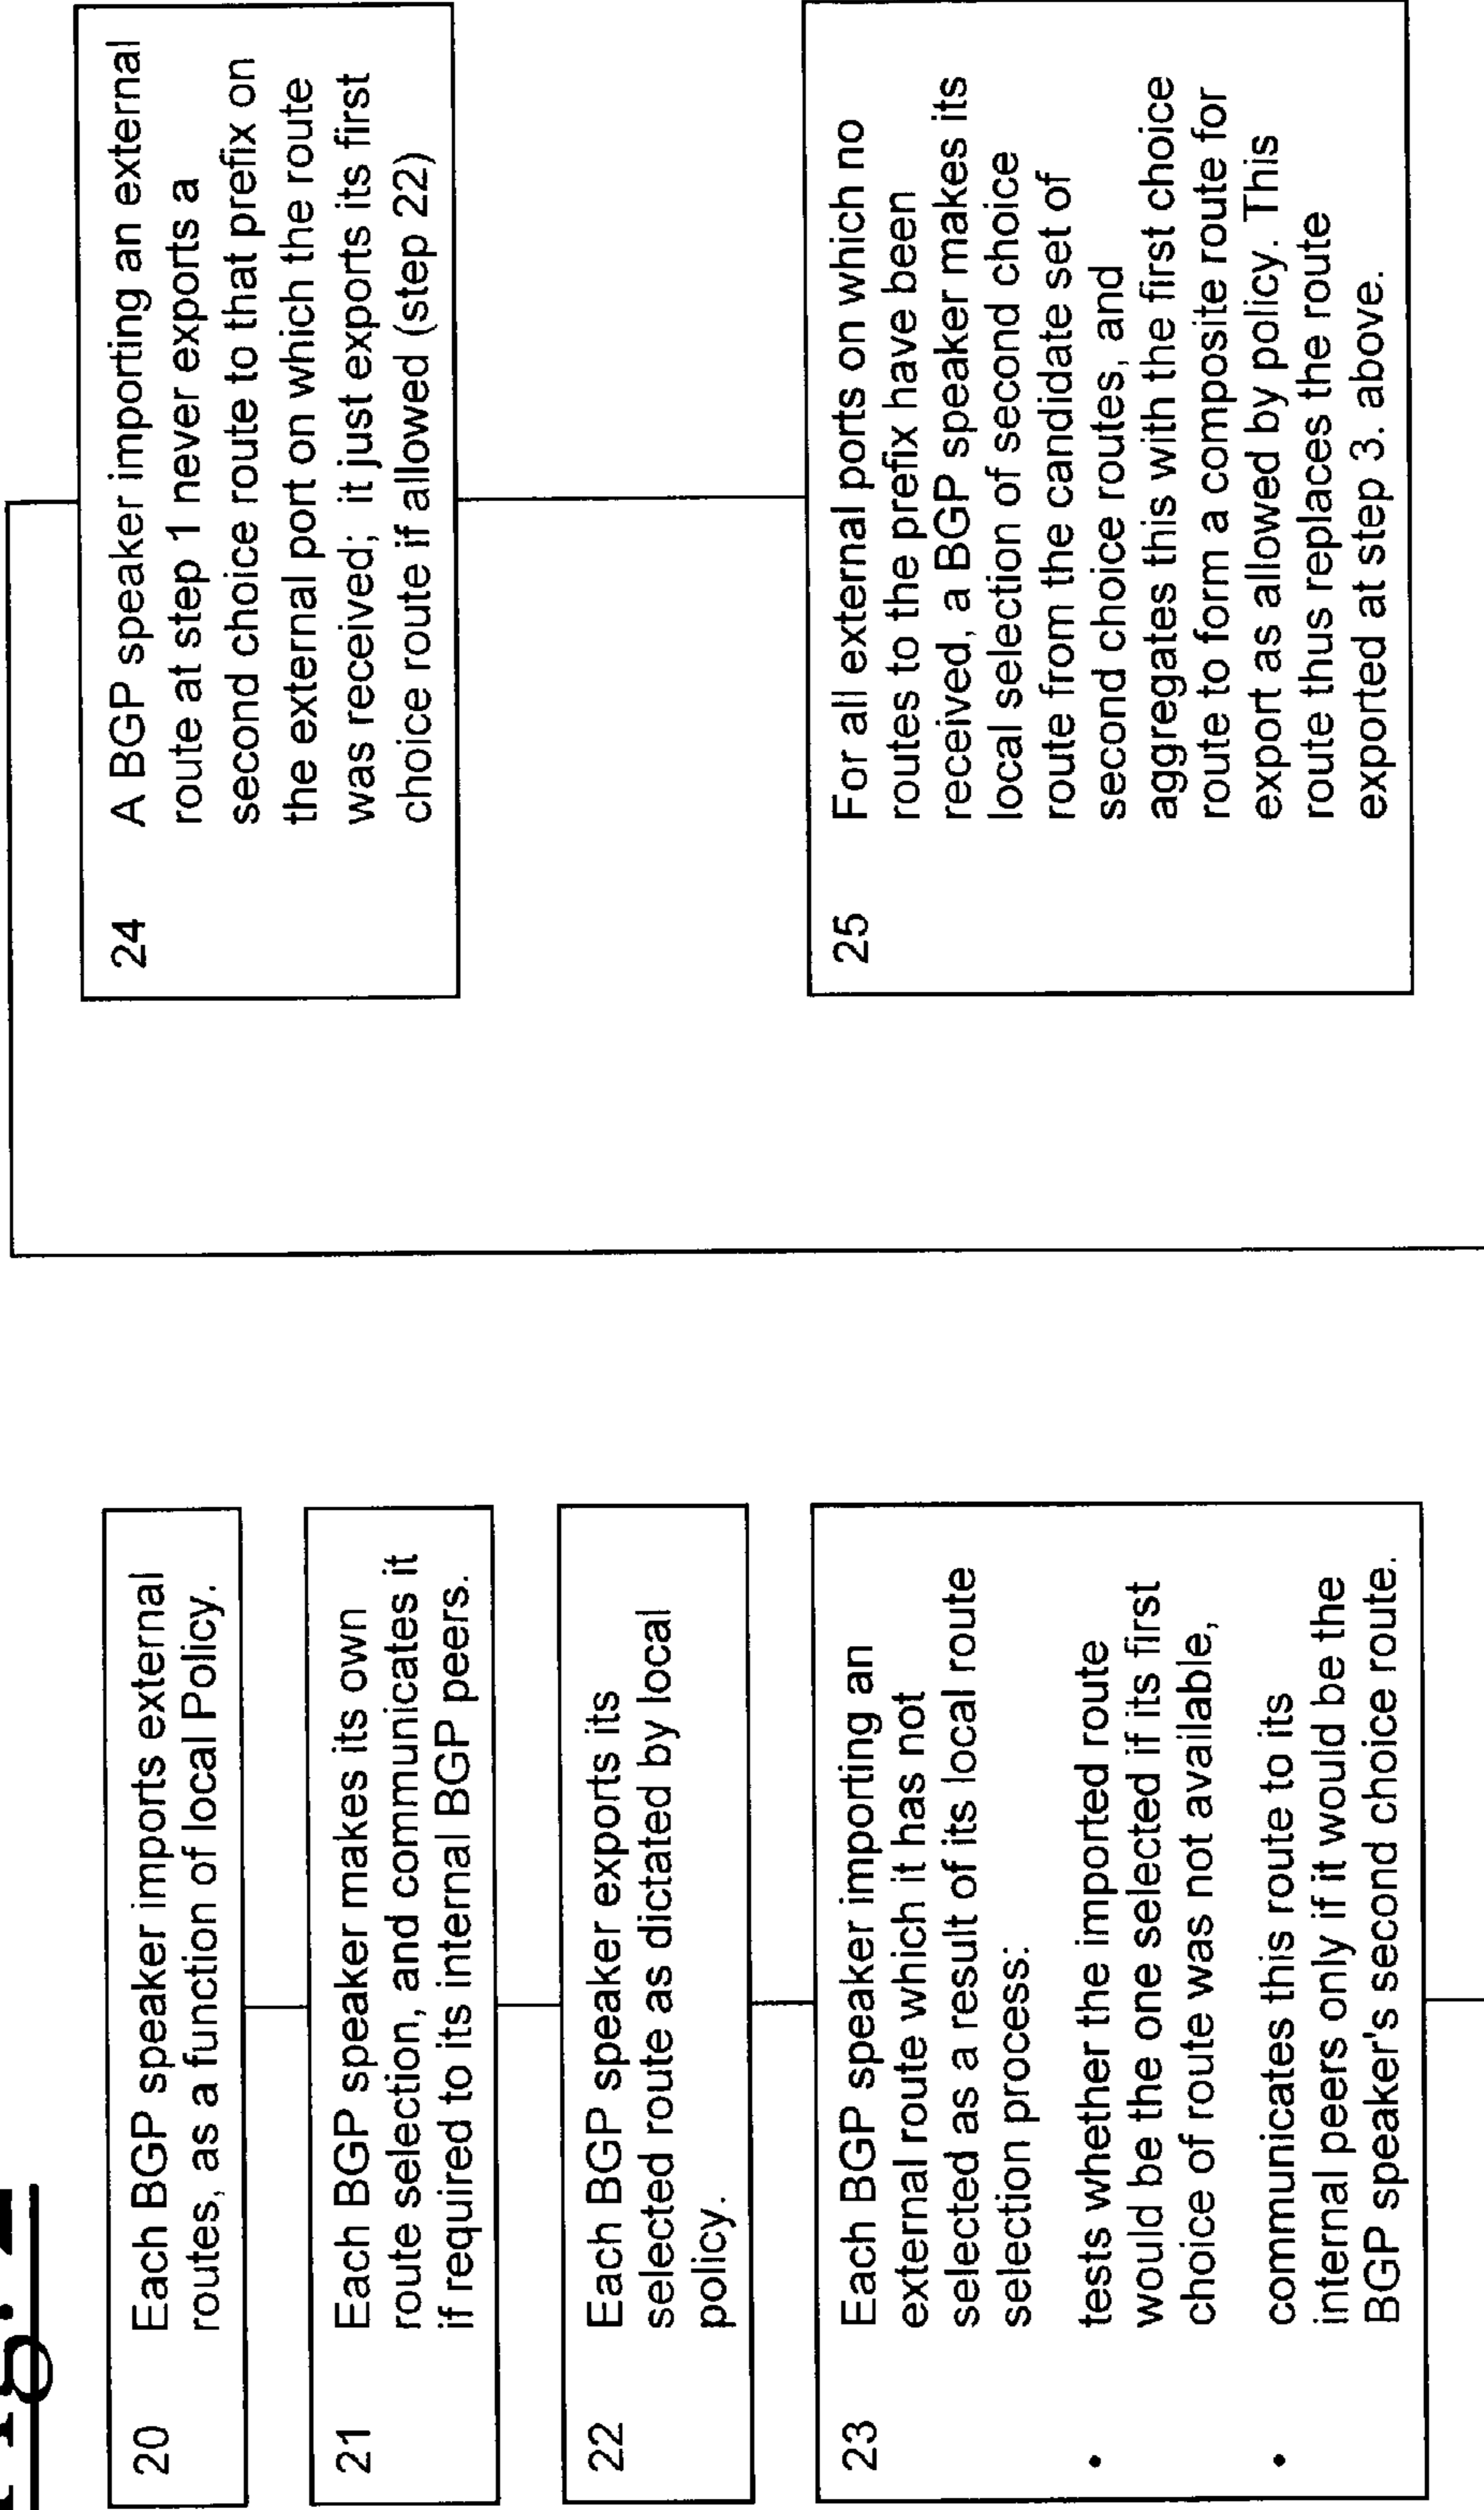 20 Each BGP speaker imports external
routes, as a function of local Policy.
21 Each BGP speaker makes its own
route selection, and communicates it
if required to its internal BGP peers.
22 Each BGP speaker exports its
selected route as dictated by local
policy.
23 Each BGP speaker importing an
external route which it has not
selected as a result of its local route
selection process:
• tests whether the imported route
would be the one selected if its first
choice of route was not available,
• communicates this route to its
internal peers only if it would be the
BGP speaker's second choice route.
24 A BGP speaker importing an external
route at step 1 never exports a
second choice route to that prefix on
the external port on which the route
was received; it just exports its first
choice route if allowed (step 22)
25 For all external ports on which no
routes to the prefix have been
received, a BGP speaker makes its
local selection of second choice
route from the candidate set of
second choice routes, and
aggregates this with the first choice
route to form a composite route for
export as allowed by policy. This
route thus replaces the route
exported at step 3. above.